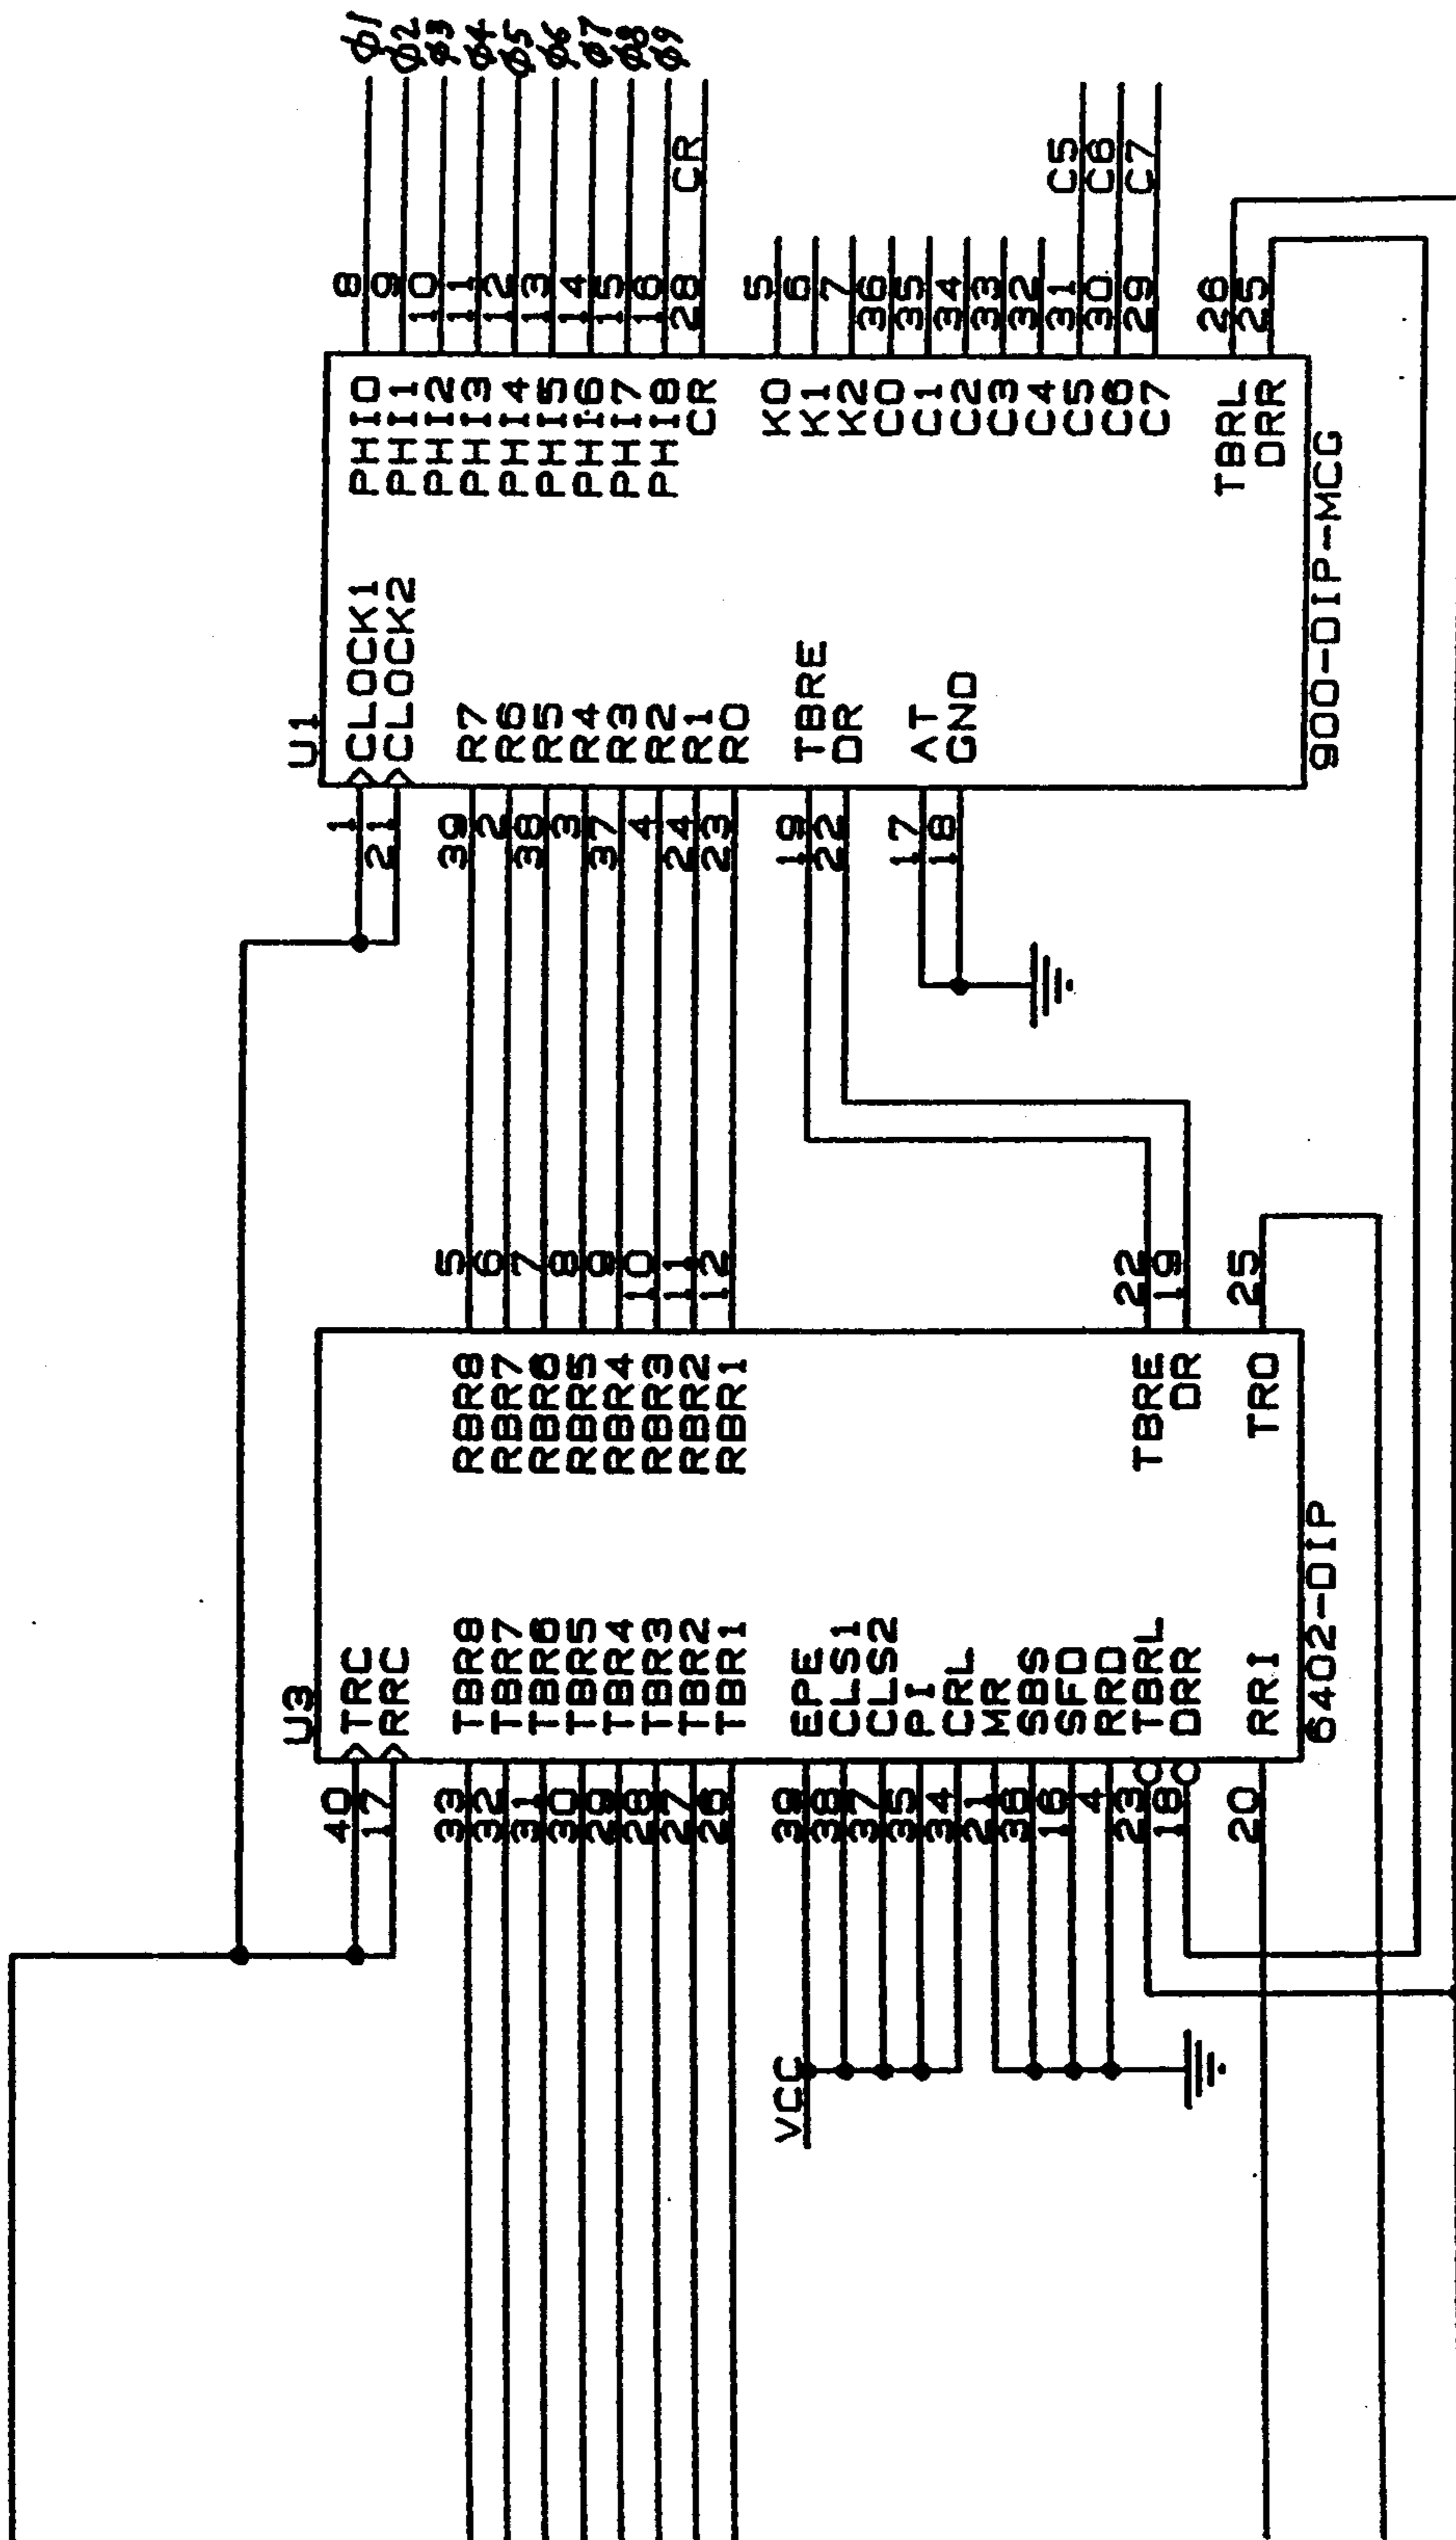 U3
TRC
RRC
TBR8
TBR7
TBR6
TBR5
TBR4
TBR3
TBR2
TBR1
EPE
CLS1
CLS2
PI
CRL
MR
SBS
SFD
RRD
TBRL
DRR
RRI
40
17
33
32
31
30
29
28
27
26
39
38
37
35
34
21
36
16
4
23
18
20
VCC
RBR8
RBR7
RBR6
RBR5
RBR4
RBR3
RBR2
RBR1
TBRE
DR
TRO
5
6
7
8
9
10
11
12
22
19
25
6402-DIP
U1
CLOCK1
CLOCK2
R7
R6
R5
R4
R3
R2
R1
R0
TBRE
DR
AT
GND
1
21
39
2
38
3
37
4
24
23
19
22
17
18
PHI0
PHI1
PHI2
PHI3
PHI4
PHI5
PHI6
PHI7
PHI8
CR
K0
K1
K2
C0
C1
C2
C3
C4
C5
C6
C7
TBRL
DRR
8
9
10
11
12
13
14
15
16
28
5
6
7
36
35
34
33
32
31
30
29
26
25
900-DIP-MCG
ϕ1
ϕ2
ϕ3
ϕ4
ϕ5
ϕ6
ϕ7
ϕ8
ϕ9
CR
C5
C6
C7